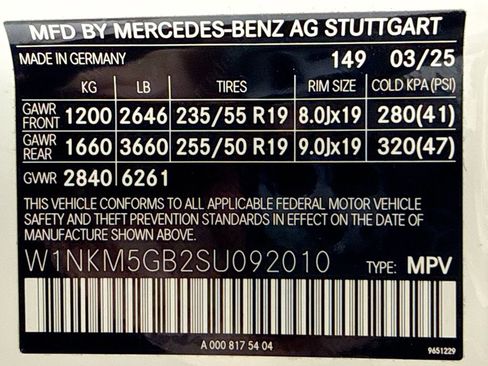 MFD BY MERCEDES-BENZ AG STUTTGART
MADE IN GERMANY 149 03/25
KG LB TIRES RIM SIZE COLD KPA (PSI)
GAWR FRONT 1200 2646 235/55 R19 8.0Jx19 280(41)
GAWR REAR 1660 3660 255/50 R19 9.0Jx19 320(47)
GVWR 2840 6261
THIS VEHICLE CONFORMS TO ALL APPLICABLE FEDERAL MOTOR VEHICLE
SAFETY AND THEFT PREVENTION STANDARDS IN EFFECT ON THE DATE OF
MANUFACTURE SHOWN ABOVE.
W1NKM5GB2SU092010 TYPE: MPV
A 000 817 54 04
9651229